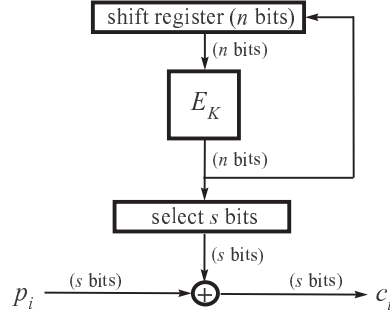 shift register (n bits)
(n bits)
E_K
(n bits)
select s bits
(s bits)
(s bits)
(s bits)
p_i
+
c_i